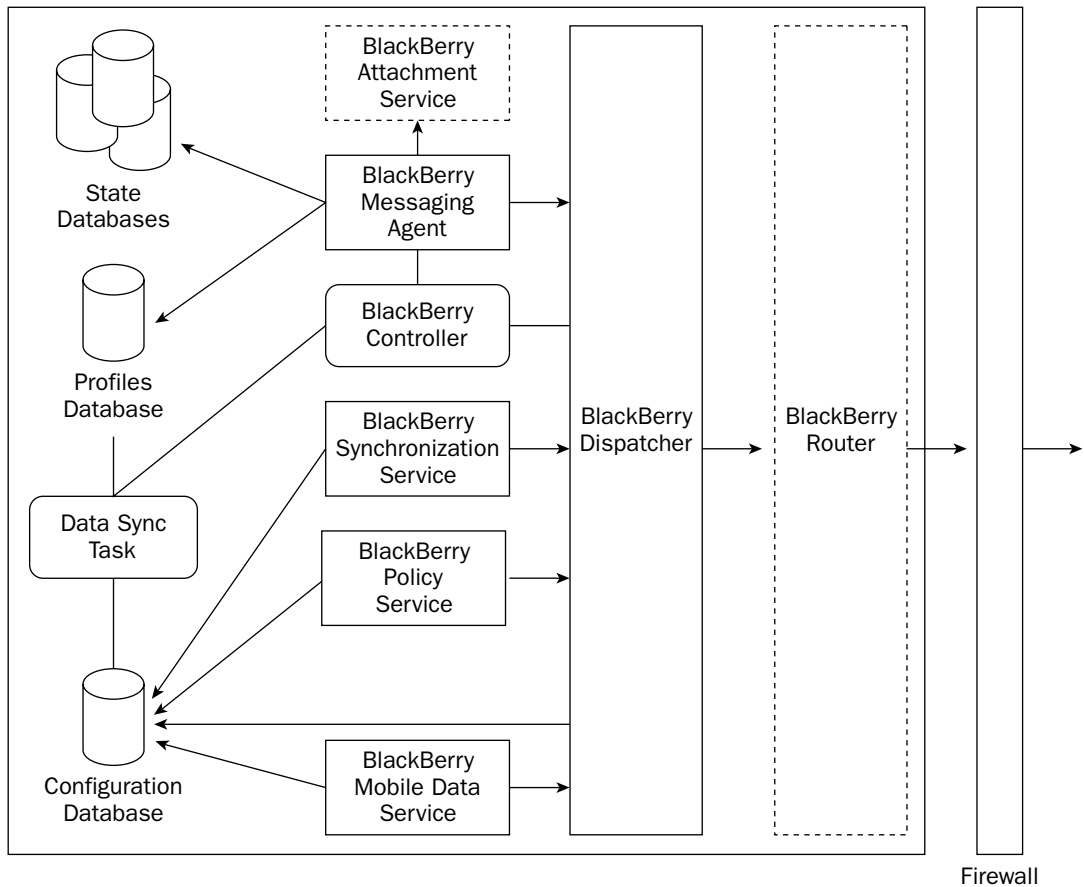 BlackBerry
Attachment
Service
State
Databases
BlackBerry
Messaging
Agent
Profiles
Database
BlackBerry
Controller
BlackBerry
Synchronization
Service
BlackBerry
Dispatcher
BlackBerry
Router
Data Sync
Task
BlackBerry
Policy
Service
Configuration
Database
BlackBerry
Mobile Data
Service
Firewall